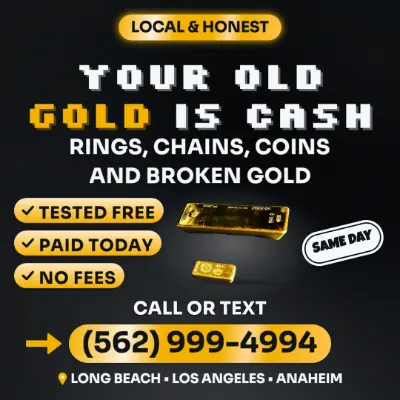 LOCAL & HONEST
YOUR OLD
GOLD IS CASH
RINGS, CHAINS, COINS
AND BROKEN GOLD
✓ TESTED FREE
✓ PAID TODAY
✓ NO FEES
SAME DAY
CALL OR TEXT
→ (562) 999-4994
LONG BEACH • LOS ANGELES • ANAHEIM